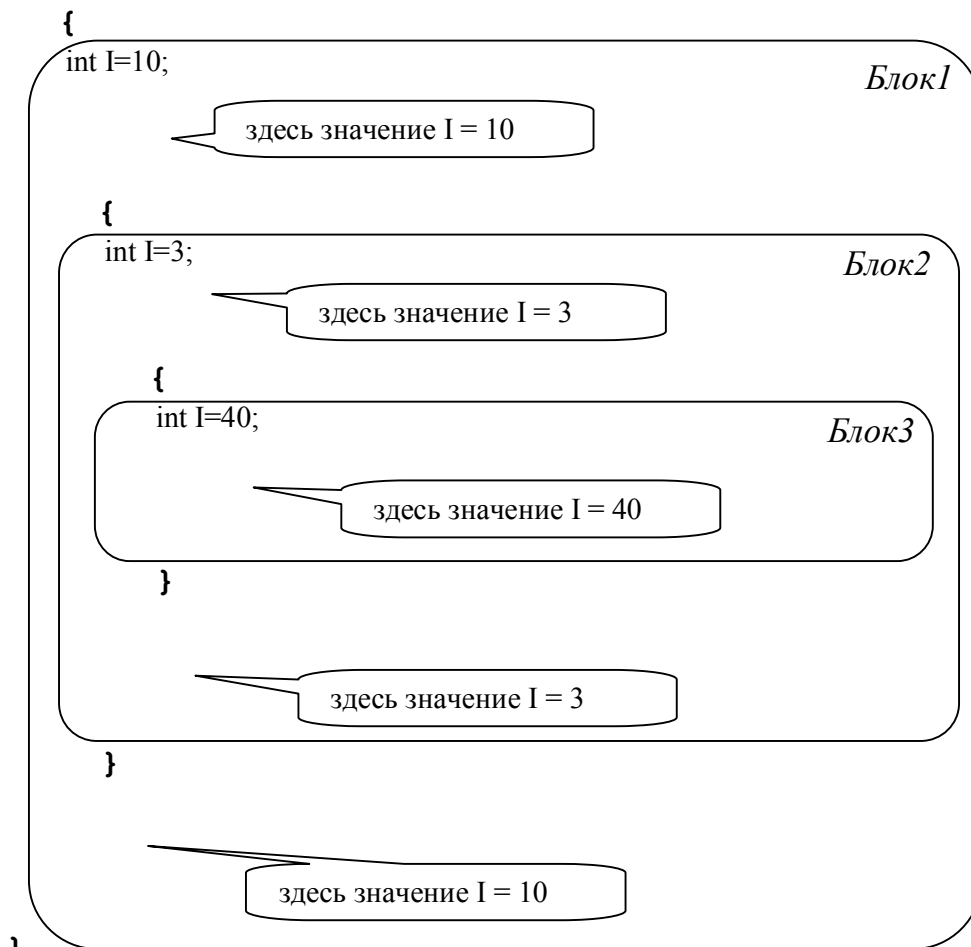 {
int I=10;
Блок1
здесь значение I = 10
{
int I=3;
Блок2
здесь значение I = 3
{
int I=40;
Блок3
здесь значение I = 40
}
здесь значение I = 3
}
здесь значение I = 10
}